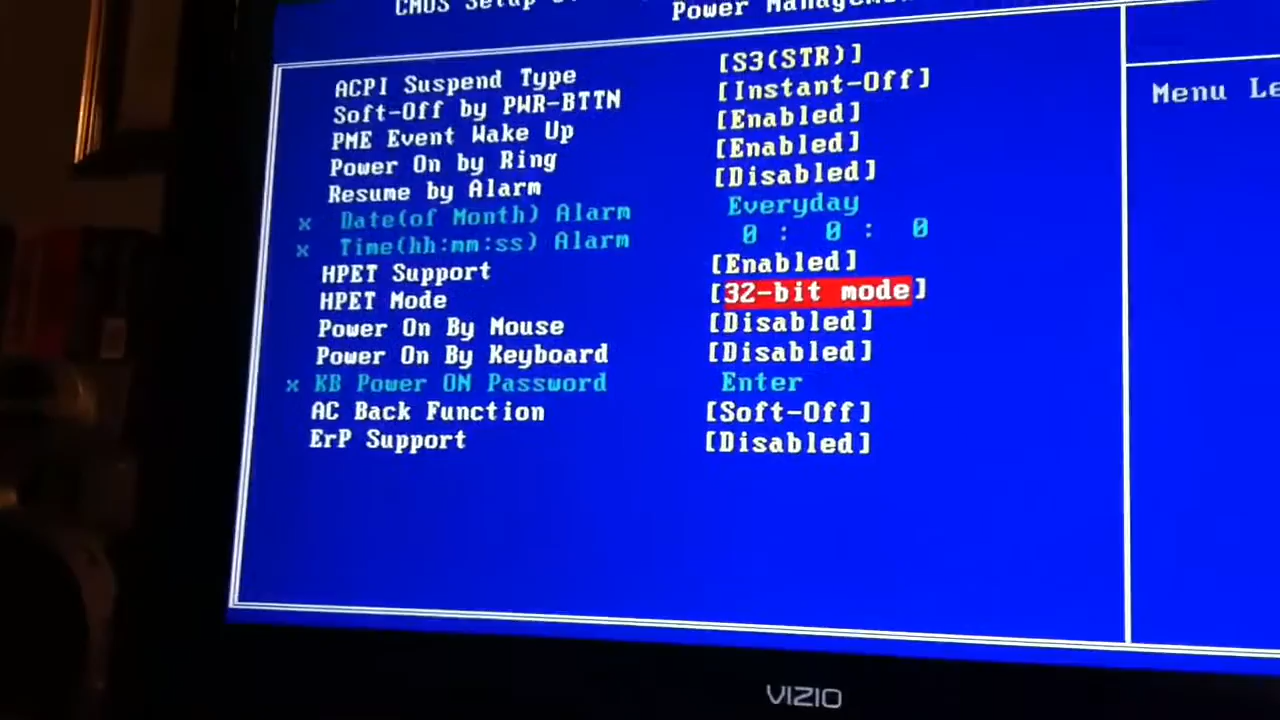 CMOS Setup
Power Management
ACPI Suspend Type [S3(STR)]
Soft-Off by PWR-BTTN [Instant-Off]
PME Event Wake Up [Enabled]
Power On by Ring [Enabled]
Resume by Alarm [Disabled]
x Date(of Month) Alarm Everyday
x Time(hh:mm:ss) Alarm 0 : 0 : 0
HPET Support [Enabled]
HPET Mode [32-bit mode]
Power On By Mouse [Disabled]
Power On By Keyboard [Disabled]
x KB Power ON Password Enter
AC Back Function [Soft-Off]
ErP Support [Disabled]
Menu Le
VIZIO